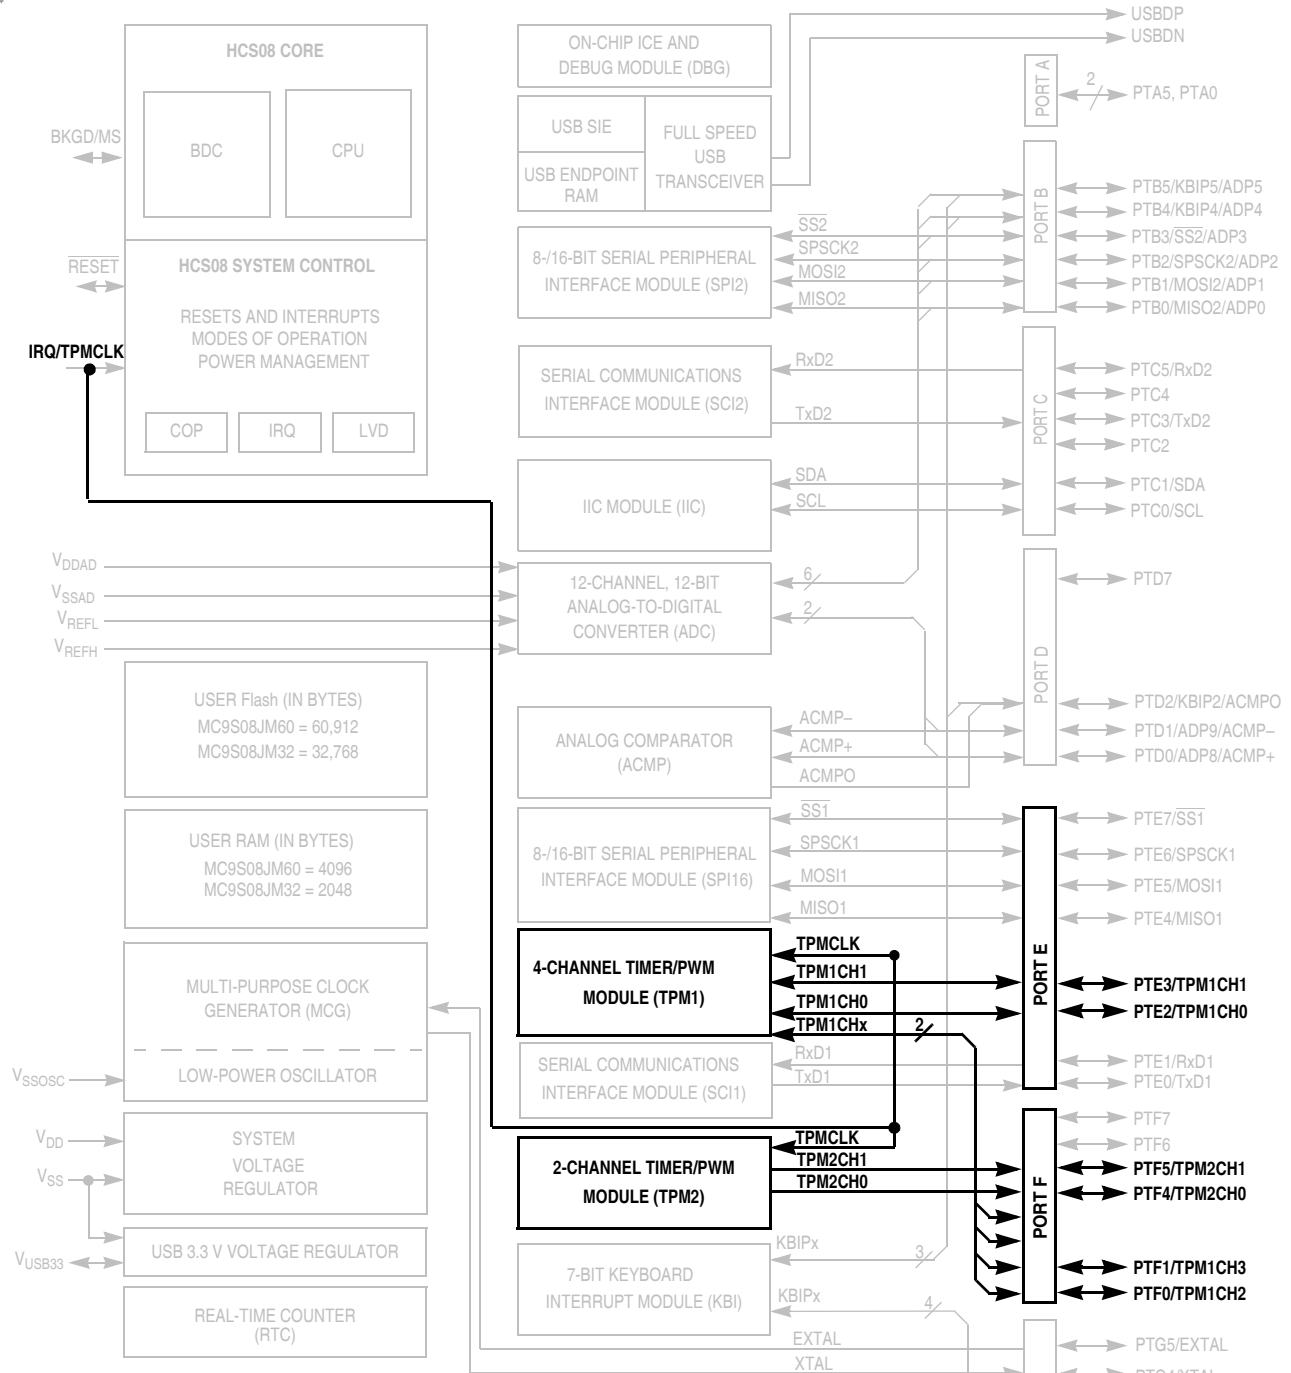 HCS08 CORE
BDC
CPU
BKGD/MS
RESET
HCS08 SYSTEM CONTROL
RESETS AND INTERRUPTS
MODES OF OPERATION
POWER MANAGEMENT
IRQ/TPMCLK
COP
IRQ
LVD
VDDAD
VSSAD
VREFL
VREFH
USER Flash (IN BYTES)
MC9S08JM60 = 60,912
MC9S08JM32 = 32,768
USER RAM (IN BYTES)
MC9S08JM60 = 4096
MC9S08JM32 = 2048
MULTI-PURPOSE CLOCK
GENERATOR (MCG)
LOW-POWER OSCILLATOR
VSSOSC
VDD
VSS
SYSTEM
VOLTAGE
REGULATOR
VUSB33
USB 3.3 V VOLTAGE REGULATOR
REAL-TIME COUNTER
(RTC)
ON-CHIP ICE AND
DEBUG MODULE (DBG)
USB SIE
USB ENDPOINT
RAM
FULL SPEED
USB
TRANSCEIVER
USBDP
USBDN
8-/16-BIT SERIAL PERIPHERAL
INTERFACE MODULE (SPI2)
SS2
SPSCK2
MOSI2
MISO2
SERIAL COMMUNICATIONS
INTERFACE MODULE (SCI2)
RxD2
TxD2
IIC MODULE (IIC)
SDA
SCL
12-CHANNEL, 12-BIT
ANALOG-TO-DIGITAL
CONVERTER (ADC)
6
2
ANALOG COMPARATOR
(ACMP)
ACMP–
ACMP+
ACMPO
8-/16-BIT SERIAL PERIPHERAL
INTERFACE MODULE (SPI16)
SS1
SPSCK1
MOSI1
MISO1
4-CHANNEL TIMER/PWM
MODULE (TPM1)
TPMCLK
TPM1CH1
TPM1CH0
TPM1CHx
2
SERIAL COMMUNICATIONS
INTERFACE MODULE (SCI1)
RxD1
TxD1
2-CHANNEL TIMER/PWM
MODULE (TPM2)
TPMCLK
TPM2CH1
TPM2CH0
7-BIT KEYBOARD
INTERRUPT MODULE (KBI)
KBIPx
3
KBIPx
4
EXTAL
XTAL
PORT A
2
PTA5, PTA0
PORT B
PTB5/KBIP5/ADP5
PTB4/KBIP4/ADP4
PTB3/SS2/ADP3
PTB2/SPSCK2/ADP2
PTB1/MOSI2/ADP1
PTB0/MISO2/ADP0
PORT C
PTC5/RxD2
PTC4
PTC3/TxD2
PTC2
PTC1/SDA
PTC0/SCL
PORT D
PTD7
PTD2/KBIP2/ACMPO
PTD1/ADP9/ACMP–
PTD0/ADP8/ACMP+
PORT E
PTE7/SS1
PTE6/SPSCK1
PTE5/MOSI1
PTE4/MISO1
PTE3/TPM1CH1
PTE2/TPM1CH0
PTE1/RxD1
PTE0/TxD1
PORT F
PTF7
PTF6
PTF5/TPM2CH1
PTF4/TPM2CH0
PTF1/TPM1CH3
PTF0/TPM1CH2
PTG5/EXTAL